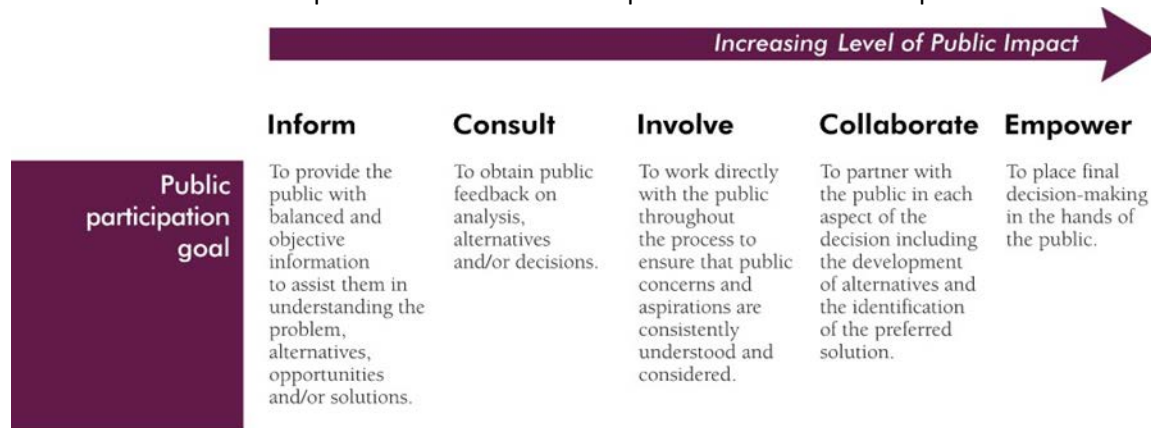 Increasing Level of Public Impact
Inform
Consult
Involve
Collaborate
Empower
Public
participation
goal
To provide the
public with
balanced and
objective
information
to assist them in
understanding the
problem,
alternatives,
opportunities
and/or solutions.
To obtain public
feedback on
analysis,
alternatives
and/or decisions.
To work directly
with the public
throughout
the process to
ensure that public
concerns and
aspirations are
consistently
understood and
considered.
To partner with
the public in each
aspect of the
decision including
the development
of alternatives and
the identification
of the preferred
solution.
To place final
decision-making
in the hands of
the public.